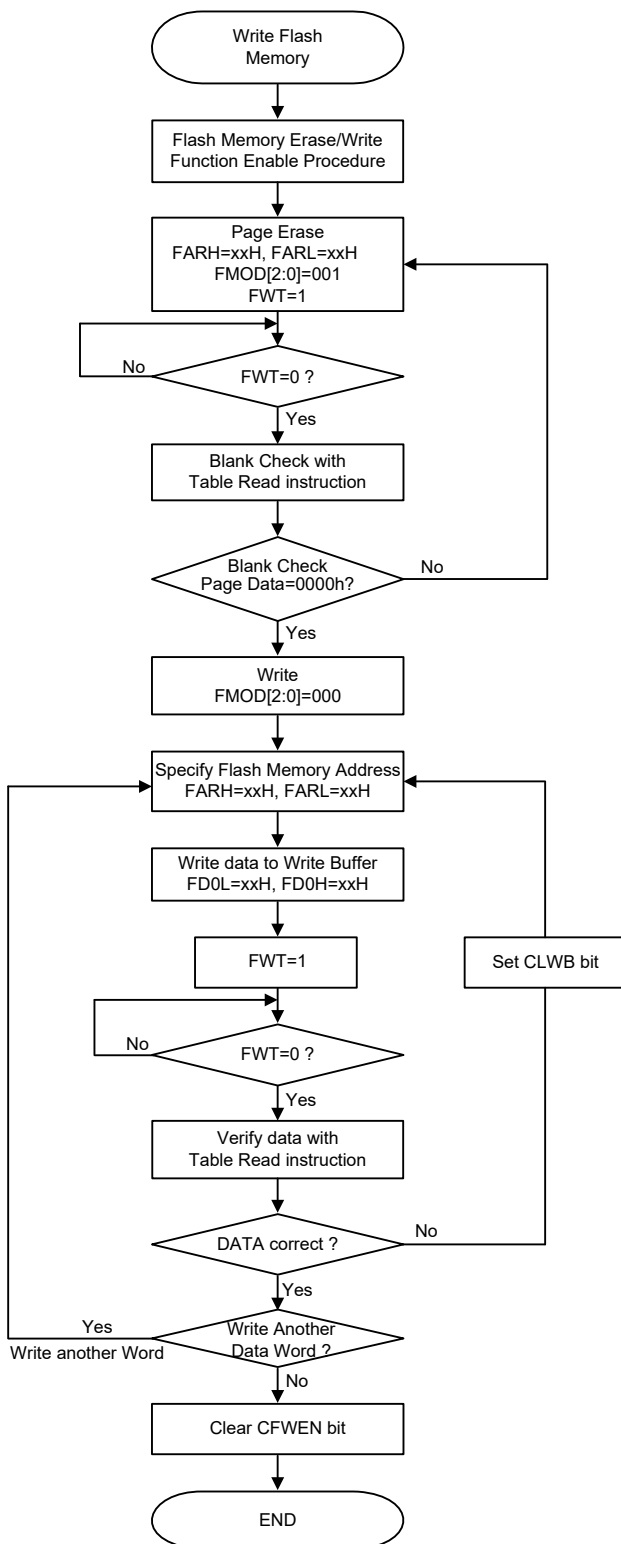 Write Flash
Memory
Flash Memory Erase/Write
Function Enable Procedure
Page Erase
FARH=xxH, FARL=xxH
FMOD[2:0]=001
FWT=1
No
FWT=0 ?
Yes
Blank Check with
Table Read instruction
Blank Check
Page Data=0000h?
No
Yes
Write
FMOD[2:0]=000
Specify Flash Memory Address
FARH=xxH, FARL=xxH
Write data to Write Buffer
FD0L=xxH, FD0H=xxH
FWT=1
Set CLWB bit
No
FWT=0 ?
Yes
Verify data with
Table Read instruction
DATA correct ?
No
Yes
Yes
Write another Word
Write Another
Data Word ?
No
Clear CFWEN bit
END